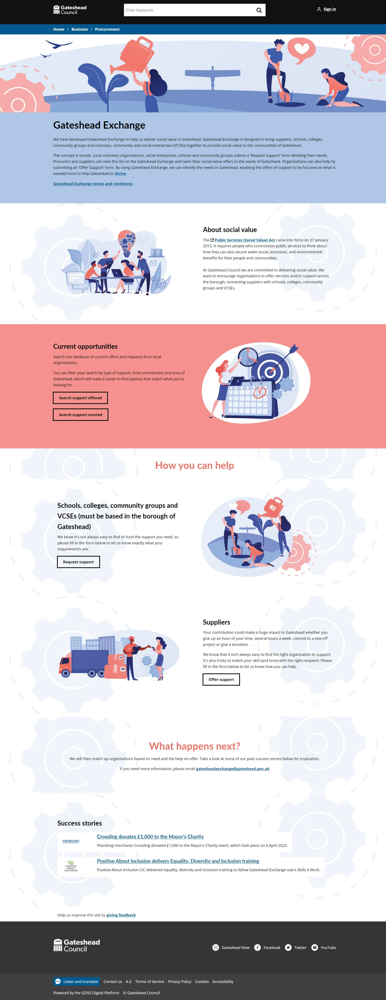 Gateshead
Council
Enter keywords
Sign in
Home / Business / Procurement
Gateshead Exchange
We have developed Gateshead Exchange to help us deliver social value in Gateshead. Gateshead Exchange is designed to bring suppliers, schools, colleges,
community groups and voluntary, community and social enterprises (VCSEs) together to provide social value to the communities of Gateshead.
The concept is simple. Local voluntary organisations, social enterprises, schools and community groups submit a 'Request support' form detailing their needs.
Procurers and suppliers can view this list on the Gateshead Exchange and tailor their social-value offers to the needs of Gateshead. Organisations can also help by
submitting an 'Offer Support' form. By using Gateshead Exchange, we can identify the needs in Gateshead, enabling the offers of support to be focused on what is
needed most to help Gateshead to thrive.
Gateshead Exchange terms and conditions
About social value
The Public Services (Social Value) Act came into force on 31 January
2013. It requires people who commission public services to think about
how they can also secure wider social, economic, and environmental
benefits for their people and communities.
At Gateshead Council we are committed to delivering social value. We
want to encourage organisations to offer services and/or support across
the borough, connecting suppliers with schools, colleges, community
groups and VCSEs.
Current opportunities
Search our database of current offers and requests from local
organisations.
You can filter your search by type of support, time commitment and area of
Gateshead, which will make it easier to find options that match what you're
looking for.
Search support offered
Search support wanted
How you can help
Schools, colleges, community groups and
VCSEs (must be based in the borough of
Gateshead)
We know it's not always easy to find or fund the support you need, so
please fill in the form below to let us know exactly what your
requirements are.
Request support
Suppliers
Your contribution could make a huge impact in Gateshead whether you
give up an hour of your time, several hours a week, commit to a one-off
project or give a donation.
We know that it isn't always easy to find the right organisation to support.
It's also tricky to match your skill (and time) with the right recipient. Please
fill in the form below to let us know how you can help.
Offer support
What happens next?
We will then match up organisations based on need and the help on offer. Take a look at some of our past success stories below for inspiration.
If you need more information, please email gatesheadexchange@gateshead.gov.uk
Success stories
CROSSLING
Crossling donates £1,000 to the Mayor's Charity
Plumbing merchants Crossling donated £1,000 to the Mayor's Charity event, which took place on 6 April 2023.
POSITIVE
ABOUT
INCLUSION
Positive About Inclusion delivers Equality, Diversity and Inclusion training
Positive About Inclusion CIC delivered equality, diversity and inclusion training to fellow Gateshead Exchange users Skills 4 Work.
Help us improve this site by giving feedback
Gateshead
Council
Gateshead Now Facebook Twitter YouTube
Listen and translate Contact us A-Z Terms of Service Privacy Policy Cookies Accessibility
Powered by the GOSS Digital Platform © Gateshead Council